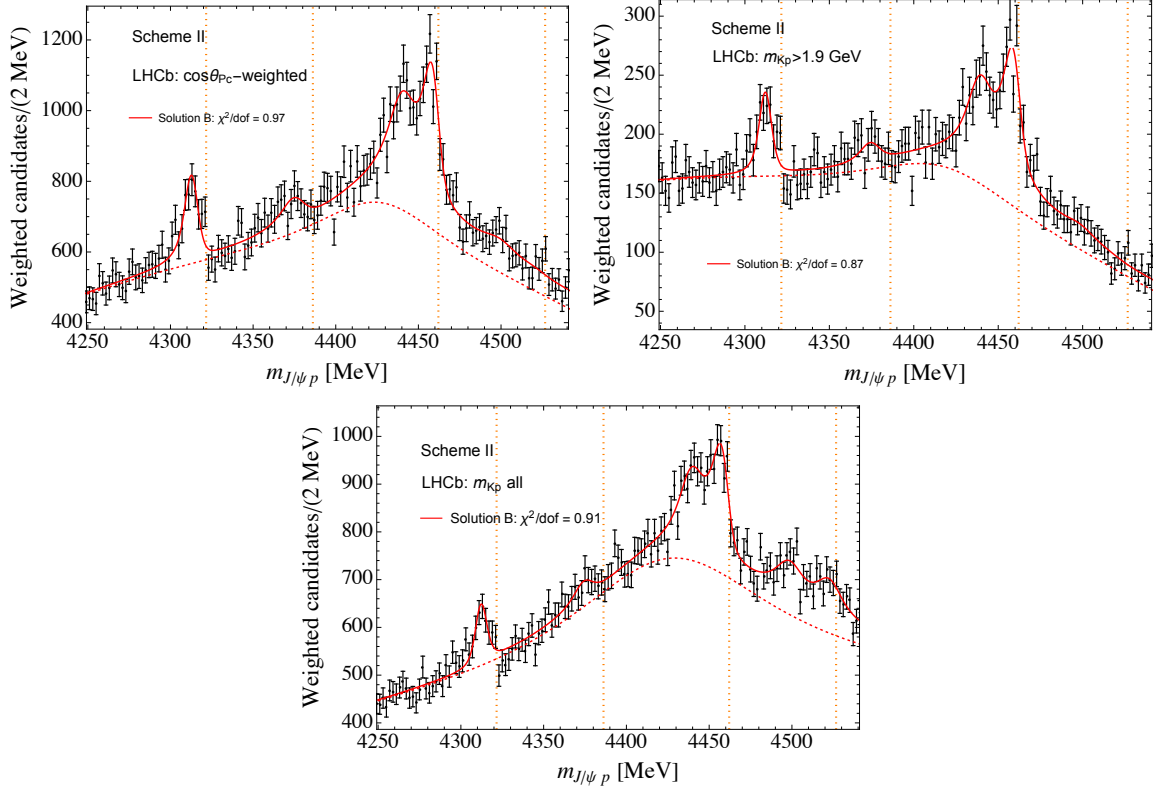 Scheme II
LHCb: cosθPc-weighted
Solution B: χ²/dof = 0.97
Weighted candidates/(2 MeV)
1200
1000
800
600
400
4250 4300 4350 4400 4450 4500
mJ/ψ p [MeV]
Scheme II
LHCb: mKp>1.9 GeV
Solution B: χ²/dof = 0.87
Weighted candidates/(2 MeV)
300
250
200
150
100
50
4250 4300 4350 4400 4450 4500
mJ/ψ p [MeV]
Scheme II
LHCb: mKp all
Solution B: χ²/dof = 0.91
Weighted candidates/(2 MeV)
1000
900
800
700
600
500
400
4250 4300 4350 4400 4450 4500
mJ/ψ p [MeV]